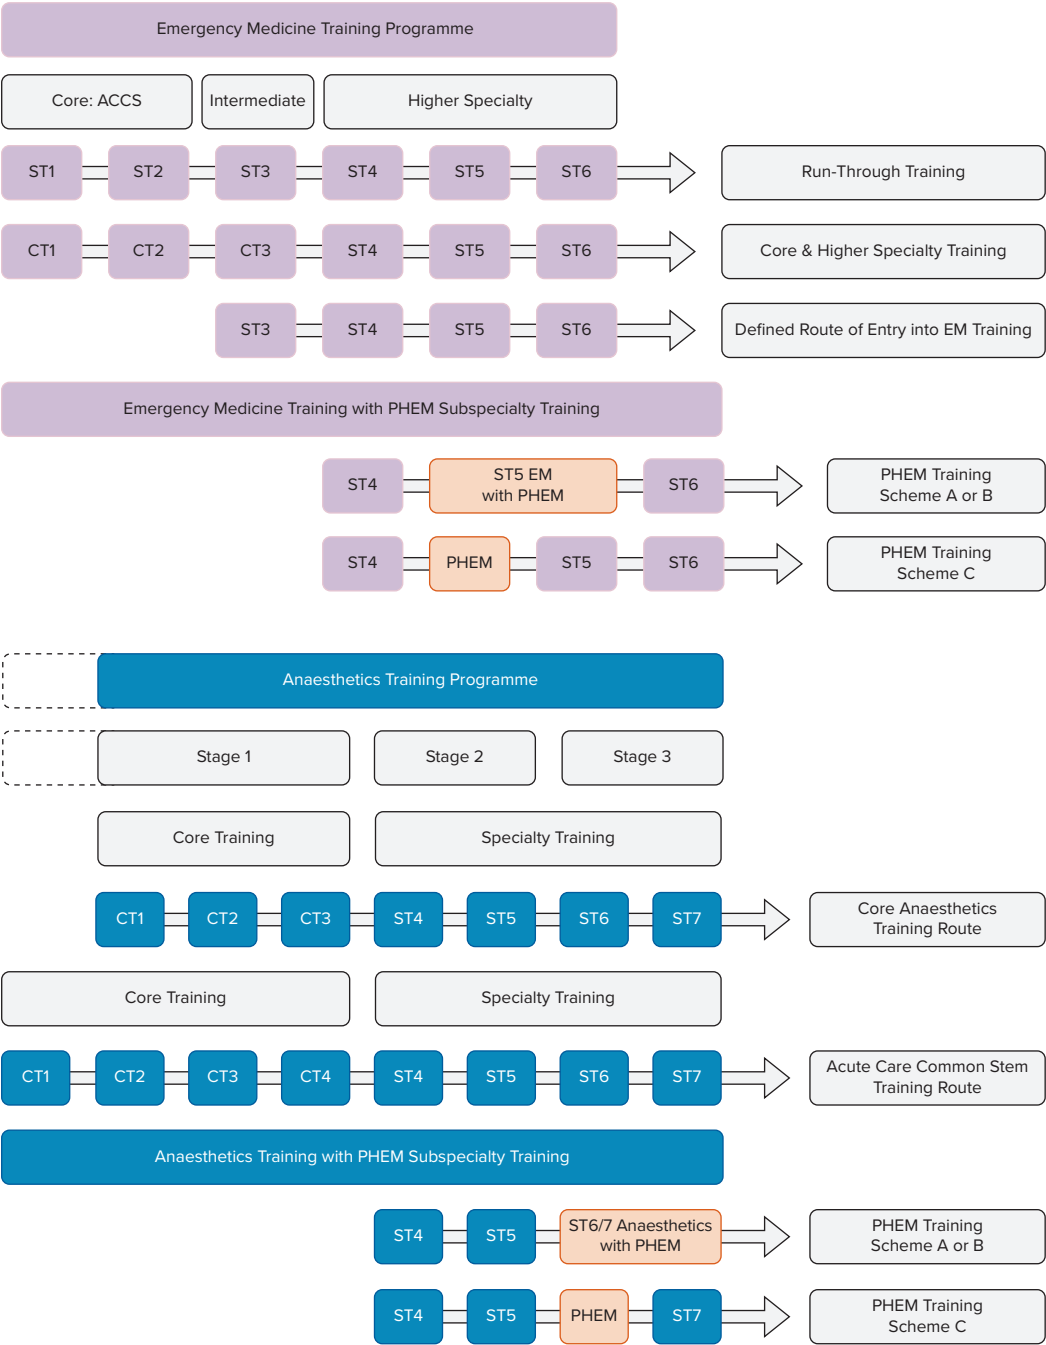 Emergency Medicine Training Programme
Core: ACCS
Intermediate
Higher Specialty
ST1
ST2
ST3
ST4
ST5
ST6
Run-Through Training
CT1
CT2
CT3
ST4
ST5
ST6
Core & Higher Specialty Training
ST3
ST4
ST5
ST6
Defined Route of Entry into EM Training
Emergency Medicine Training with PHEM Subspecialty Training
ST4
ST5 EM
with PHEM
ST6
PHEM Training
Scheme A or B
ST4
PHEM
ST5
ST6
PHEM Training
Scheme C
Anaesthetics Training Programme
Stage 1
Stage 2
Stage 3
Core Training
Specialty Training
CT1
CT2
CT3
ST4
ST5
ST6
ST7
Core Anaesthetics
Training Route
Core Training
Specialty Training
CT1
CT2
CT3
CT4
ST4
ST5
ST6
ST7
Acute Care Common Stem
Training Route
Anaesthetics Training with PHEM Subspecialty Training
ST4
ST5
ST6/7 Anaesthetics
with PHEM
PHEM Training
Scheme A or B
ST4
ST5
PHEM
ST7
PHEM Training
Scheme C